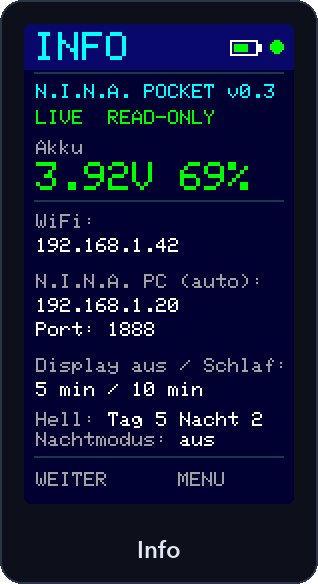 INFO
N.I.N.A. POCKET v0.3
LIVE READ-ONLY
Akku
3.92V 69%
WiFi:
192.168.1.42
N.I.N.A. PC (auto):
192.168.1.20
Port: 1888
Display aus / Schlaf:
5 min / 10 min
Hell: Tag 5 Nacht 2
Nachtmodus: aus
WEITER MENU
Info